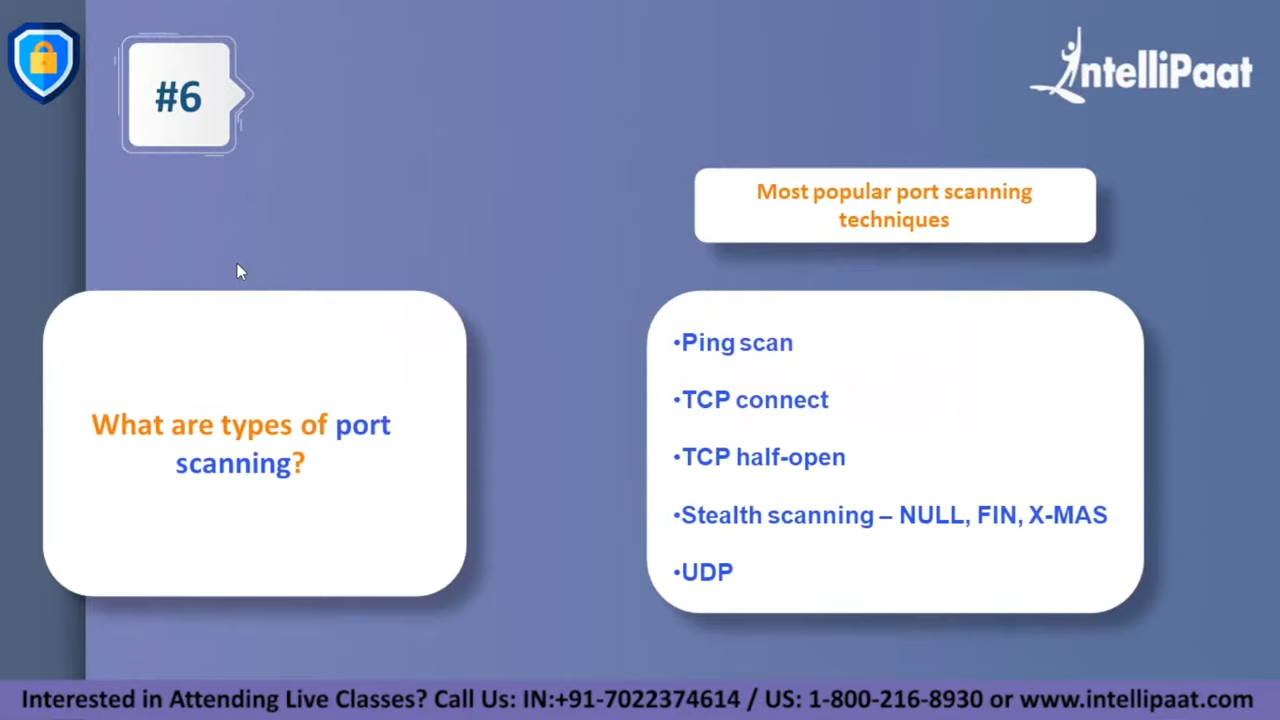 #6
IntelliPaat
Most popular port scanning
techniques
What are types of port
scanning?
•Ping scan
•TCP connect
•TCP half-open
•Stealth scanning – NULL, FIN, X-MAS
•UDP
Interested in Attending Live Classes? Call Us: IN:+91-7022374614 / US: 1-800-216-8930 or www.intellipaat.com